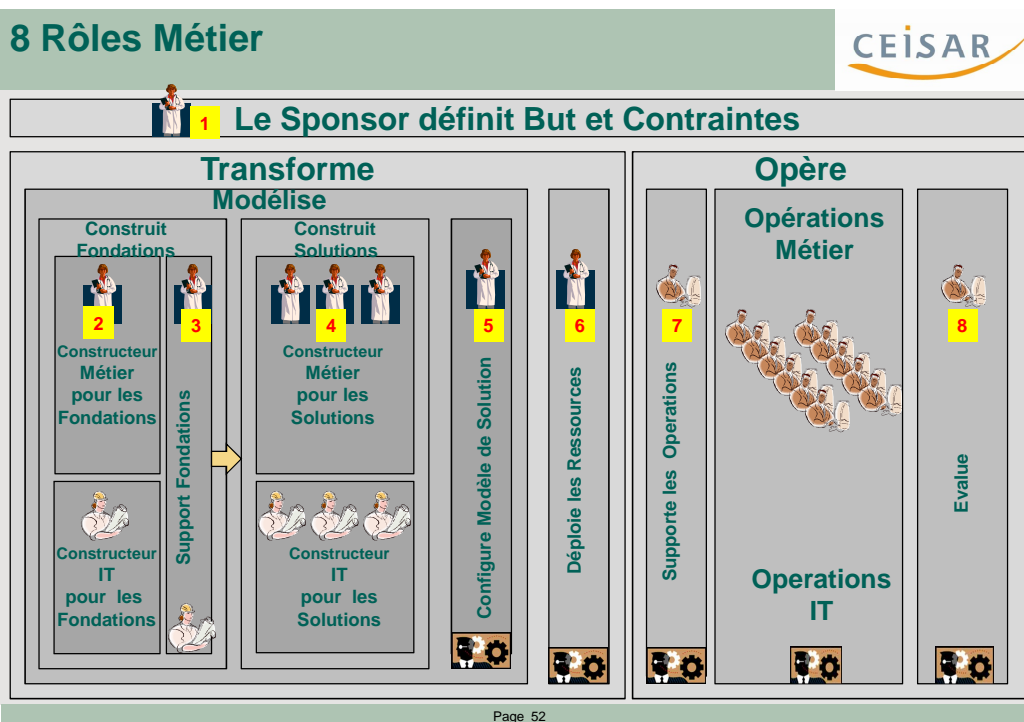 8 Rôles Métier
CEISAR
1
Le Sponsor définit But et Contraintes
Transforme
Modélise
Construit
Fondations
2
Constructeur
Métier
pour les
Fondations
Constructeur
IT
pour les
Fondations
3
Support Fondations
Construit
Solutions
4
Constructeur
Métier
pour les
Solutions
Constructeur
IT
pour les
Solutions
5
Configure Modèle de Solution
6
Déploie les Ressources
Opère
7
Supporte les Operations
Opérations
Métier
Operations
IT
8
Evalue
Page 52